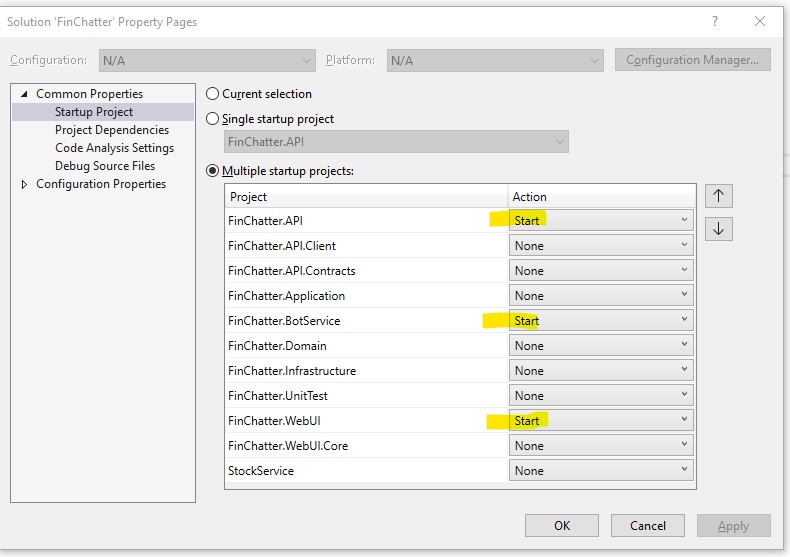 Solution 'FinChatter' Property Pages ?
Configuration: N/A Platform: N/A Configuration Manager...
Common Properties
Startup Project
Project Dependencies
Code Analysis Settings
Debug Source Files
Configuration Properties
Current selection
Single startup project
FinChatter.API
Multiple startup projects:
Project Action
FinChatter.API Start
FinChatter.API.Client None
FinChatter.API.Contracts None
FinChatter.Application None
FinChatter.BotService Start
FinChatter.Domain None
FinChatter.Infrastructure None
FinChatter.UnitTest None
FinChatter.WebUI Start
FinChatter.WebUI.Core None
StockService None
OK Cancel Apply